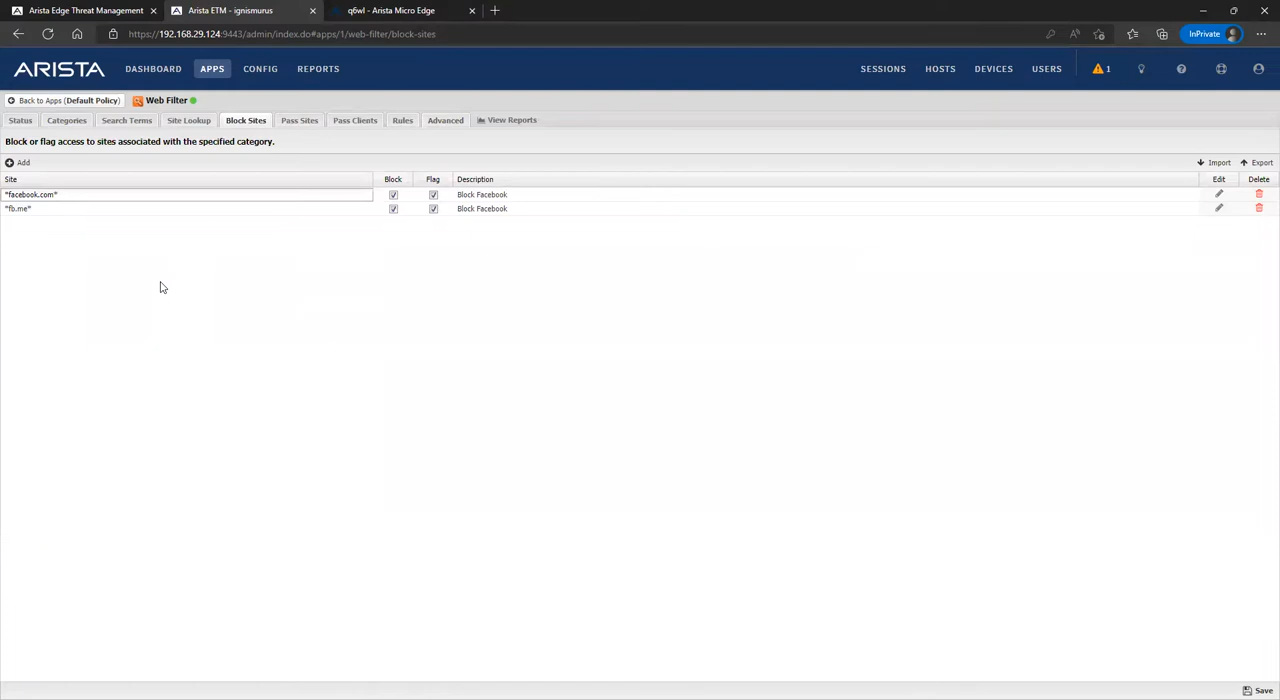 Arista Edge Threat Management
Arista ETM - ignismurus
q6wl - Arista Micro Edge
https://192.168.29.124:9443/admin/index.do#apps/1/web-filter/block-sites
InPrivate
ARISTA DASHBOARD APPS CONFIG REPORTS SESSIONS HOSTS DEVICES USERS 1
Back to Apps (Default Policy) Web Filter
Status Categories Search Terms Site Lookup Block Sites Pass Sites Pass Clients Rules Advanced View Reports
Block or flag access to sites associated with the specified category.
Add Import Export
Site Block Flag Description Edit Delete
*facebook.com* Block Facebook
*fb.me* Block Facebook
Save